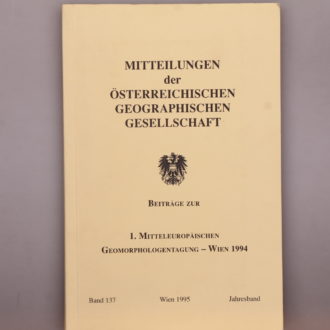 MITTEILUNGEN
der
ÖSTERREICHISCHEN
GEOGRAPHISCHEN
GESELLSCHAFT
BEITRÄGE ZUR
1. MITTELEUROPÄISCHEN
GEOMORPHOLOGENTAGUNG – WIEN 1994
Band 137 Wien 1995 Jahresband